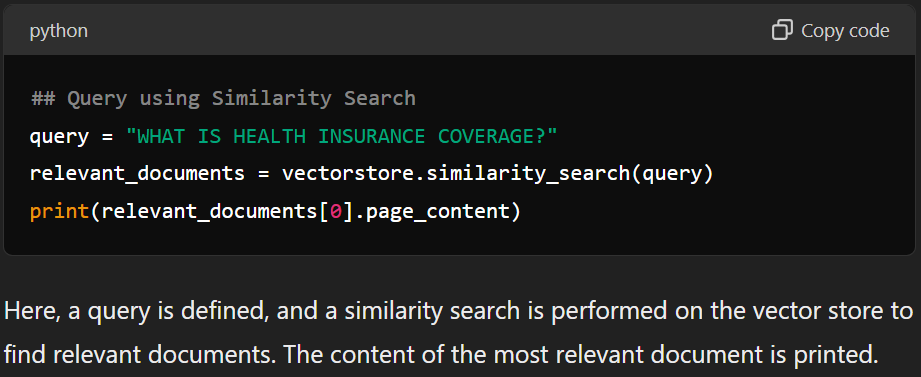 python
Copy code
## Query using Similarity Search
query = "WHAT IS HEALTH INSURANCE COVERAGE?"
relevant_documents = vectorstore.similarity_search(query)
print(relevant_documents[0].page_content)
Here, a query is defined, and a similarity search is performed on the vector store to
find relevant documents. The content of the most relevant document is printed.